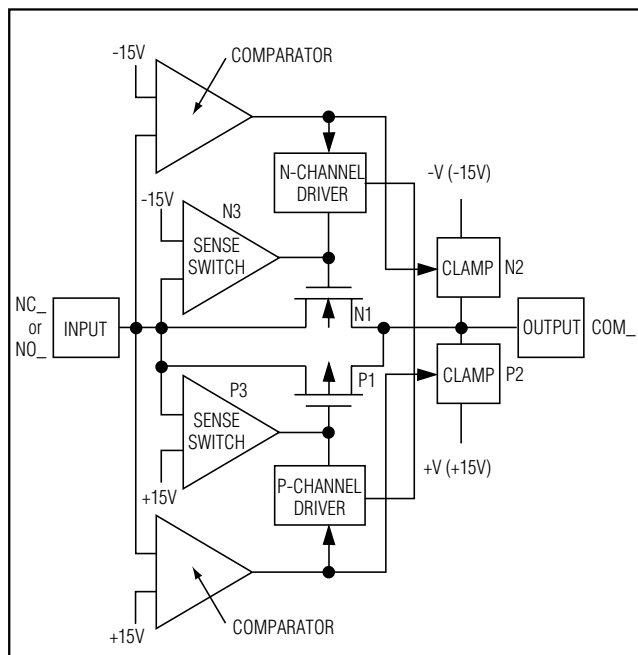 -15V
COMPARATOR
N-CHANNEL
DRIVER
-V (-15V)
-15V
N3
SENSE
SWITCH
CLAMP
N2
NC_
or
NO_
INPUT
N1
OUTPUT
COM_
P1
CLAMP
P2
P3
SENSE
SWITCH
+15V
P-CHANNEL
DRIVER
+V (+15V)
+15V
COMPARATOR